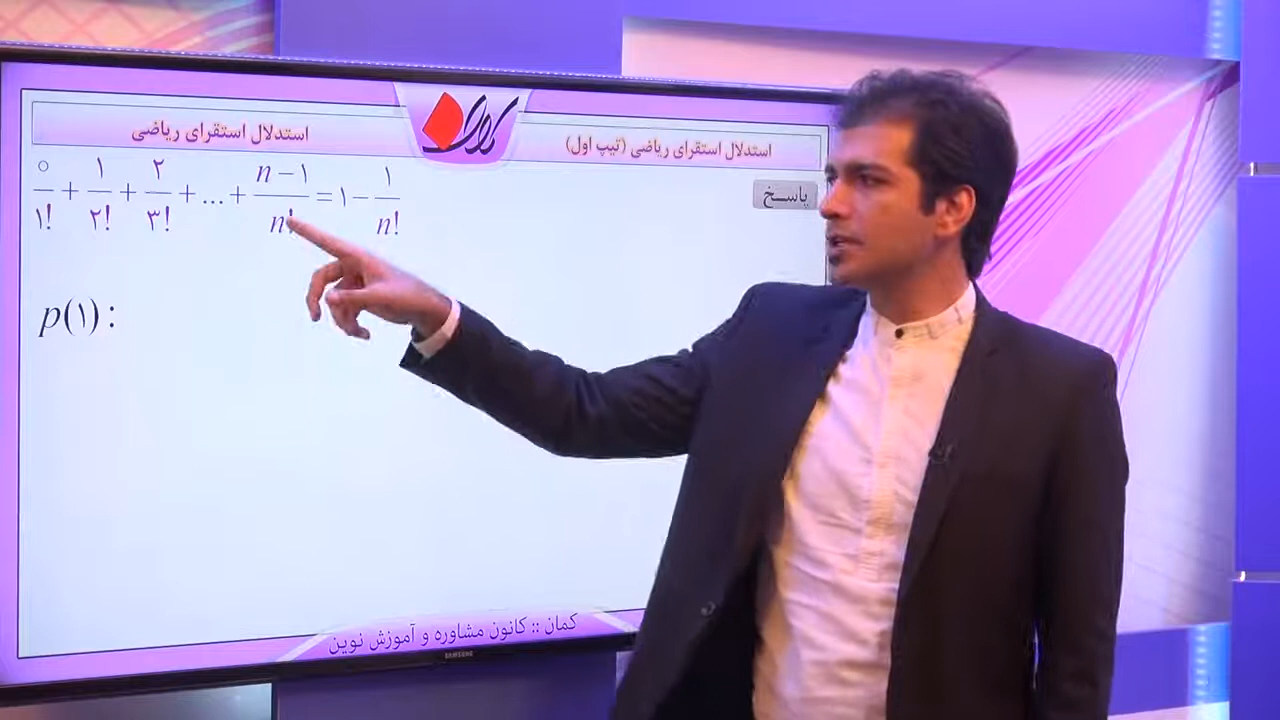 استدلال استقرای ریاضی (تیپ اول)
استدلال استقرای ریاضی
پاسخ
۰/۱! + ۱/۲! + ۲/۳! + ... + n-۱/n! = ۱ - ۱/n!
p(۱) :
کمان :: کانون مشاوره و آموزش نوین
SAMSUNG